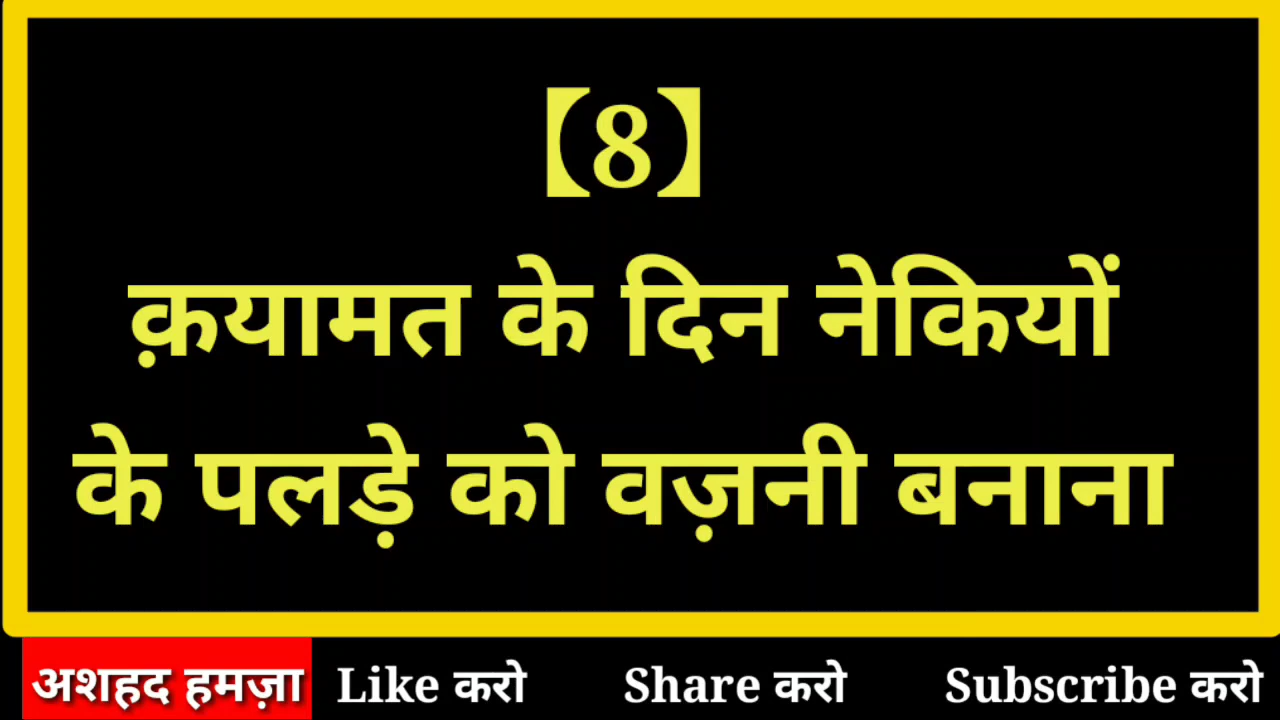 【8】
क़यामत के दिन नेकियों
के पलड़े को वज़नी बनाना
अशहद हमज़ा Like करो Share करो Subscribe करो